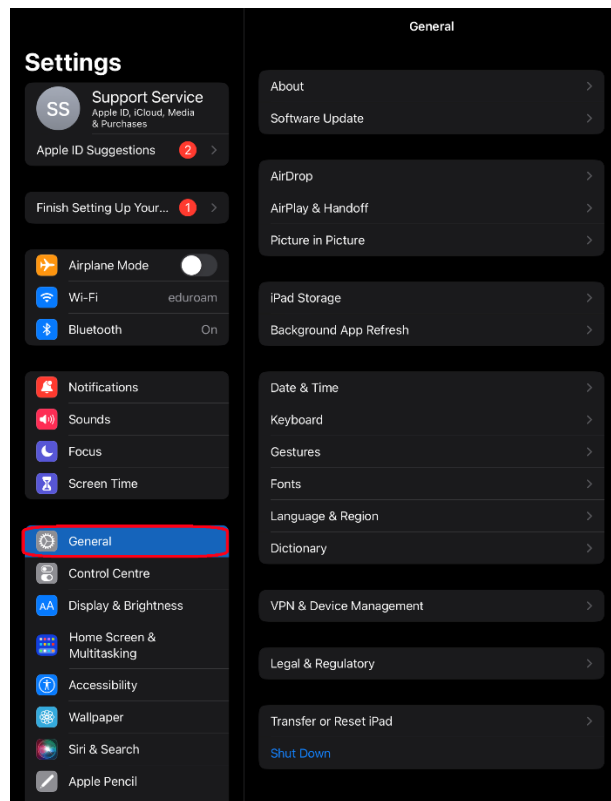 Settings
SS
Support Service
Apple ID, iCloud, Media
& Purchases
Apple ID Suggestions 2
Finish Setting Up Your... 1
Airplane Mode
Wi-Fi eduroam
Bluetooth On
Notifications
Sounds
Focus
Screen Time
General
Control Centre
AA Display & Brightness
Home Screen &
Multitasking
Accessibility
Wallpaper
Siri & Search
Apple Pencil
General
About
Software Update
AirDrop
AirPlay & Handoff
Picture in Picture
iPad Storage
Background App Refresh
Date & Time
Keyboard
Gestures
Fonts
Language & Region
Dictionary
VPN & Device Management
Legal & Regulatory
Transfer or Reset iPad
Shut Down